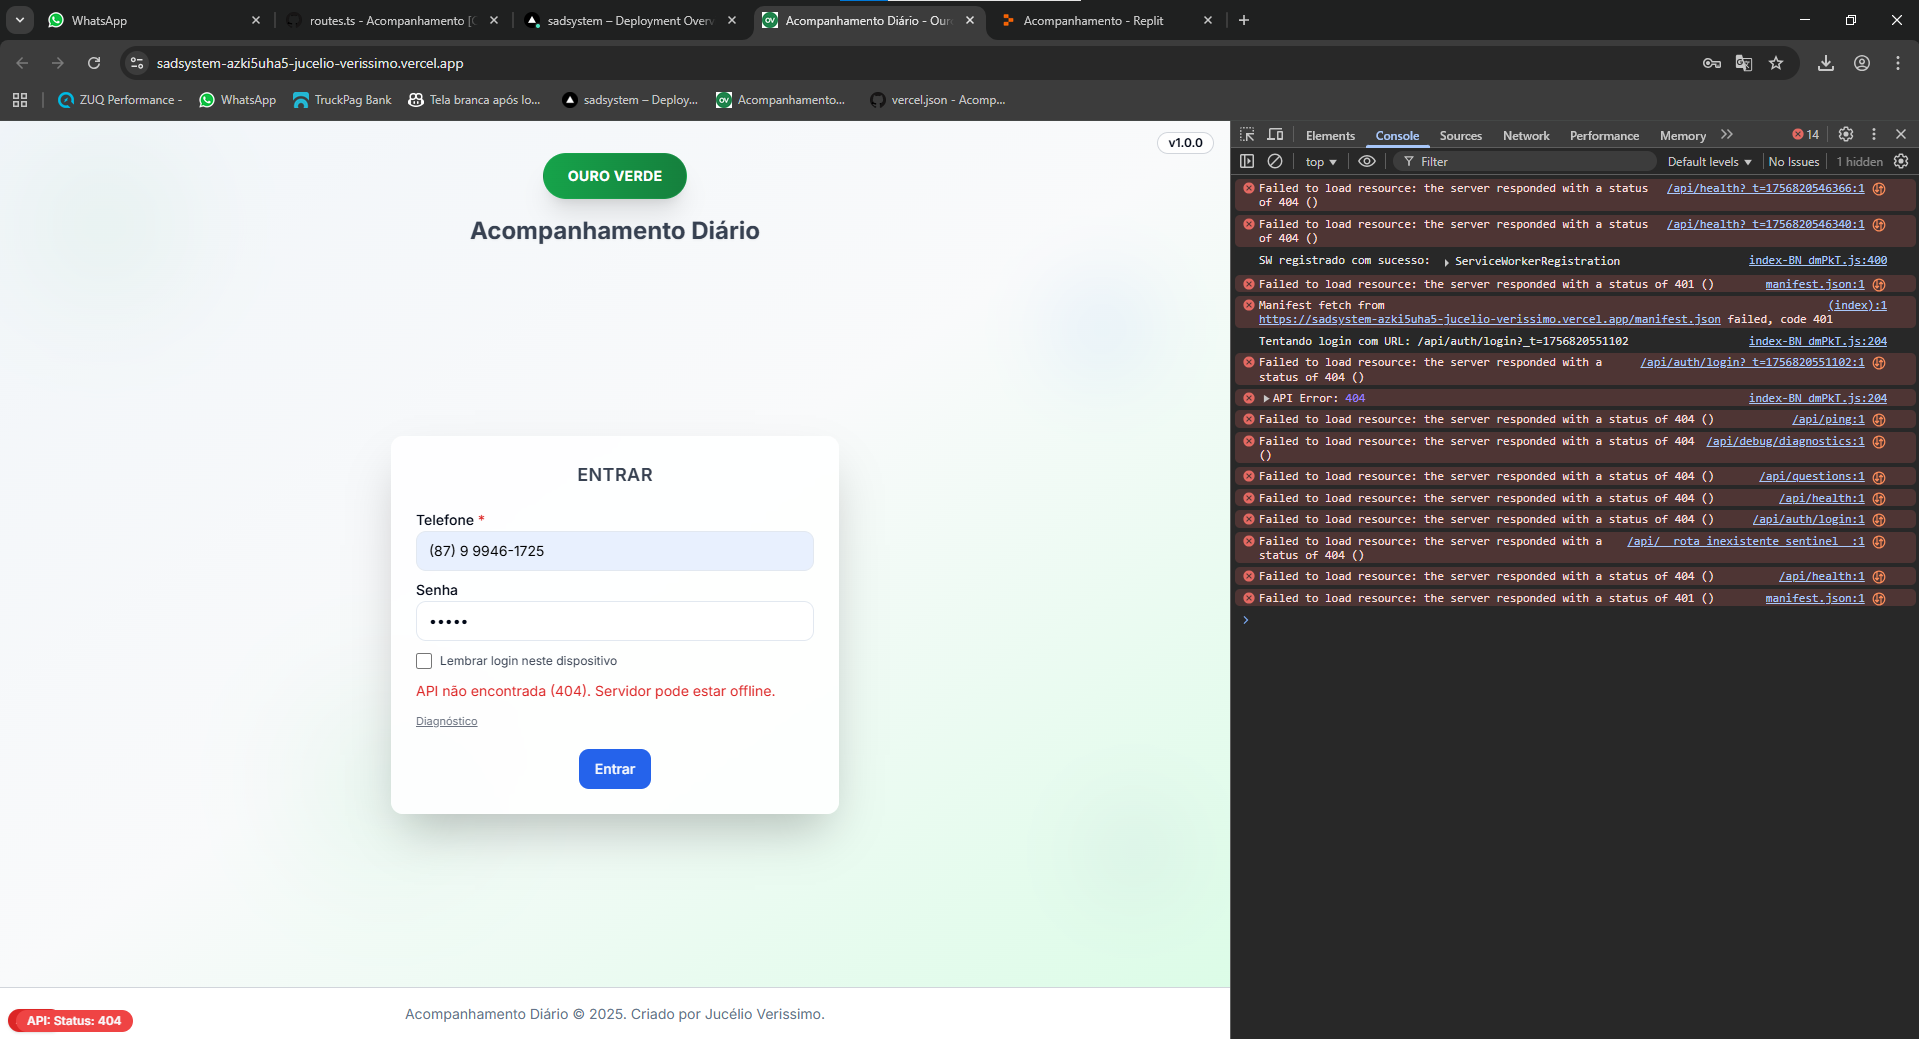 WhatsApp
routes.ts - Acompanhamento [C
sadsystem – Deployment Overv
Acompanhamento Diário - Ouro
Acompanhamento - Replit
sadsystem-azki5uha5-jucelio-verissimo.vercel.app
ZUQ Performance -
WhatsApp
TruckPag Bank
Tela branca após lo...
sadsystem – Deploy...
Acompanhamento...
vercel.json - Acomp...
v1.0.0
OURO VERDE
Acompanhamento Diário
ENTRAR
Telefone *
(87) 9 9946-1725
Senha
•••••
Lembrar login neste dispositivo
API não encontrada (404). Servidor pode estar offline.
Diagnóstico
Entrar
API: Status: 404
Acompanhamento Diário © 2025. Criado por Jucélio Verissimo.
Elements Console Sources Network Performance Memory 14
top Filter Default levels No Issues 1 hidden
Failed to load resource: the server responded with a status /api/health?_t=1756820546366:1
of 404 ()
Failed to load resource: the server responded with a status /api/health?_t=1756820546340:1
of 404 ()
SW registrado com sucesso: ServiceWorkerRegistration index-BN_dmPkT.js:400
Failed to load resource: the server responded with a status of 401 () manifest.json:1
Manifest fetch from (index):1
https://sadsystem-azki5uha5-jucelio-verissimo.vercel.app/manifest.json failed, code 401
Tentando login com URL: /api/auth/login?_t=1756820551102 index-BN_dmPkT.js:204
Failed to load resource: the server responded with a /api/auth/login?_t=1756820551102:1
status of 404 ()
API Error: 404 index-BN_dmPkT.js:204
Failed to load resource: the server responded with a status of 404 () /api/ping:1
Failed to load resource: the server responded with a status of 404 /api/debug/diagnostics:1
()
Failed to load resource: the server responded with a status of 404 () /api/questions:1
Failed to load resource: the server responded with a status of 404 () /api/health:1
Failed to load resource: the server responded with a status of 404 () /api/auth/login:1
Failed to load resource: the server responded with a /api/__rota_inexistente_sentinel__:1
status of 404 ()
Failed to load resource: the server responded with a status of 404 () /api/health:1
Failed to load resource: the server responded with a status of 401 () manifest.json:1